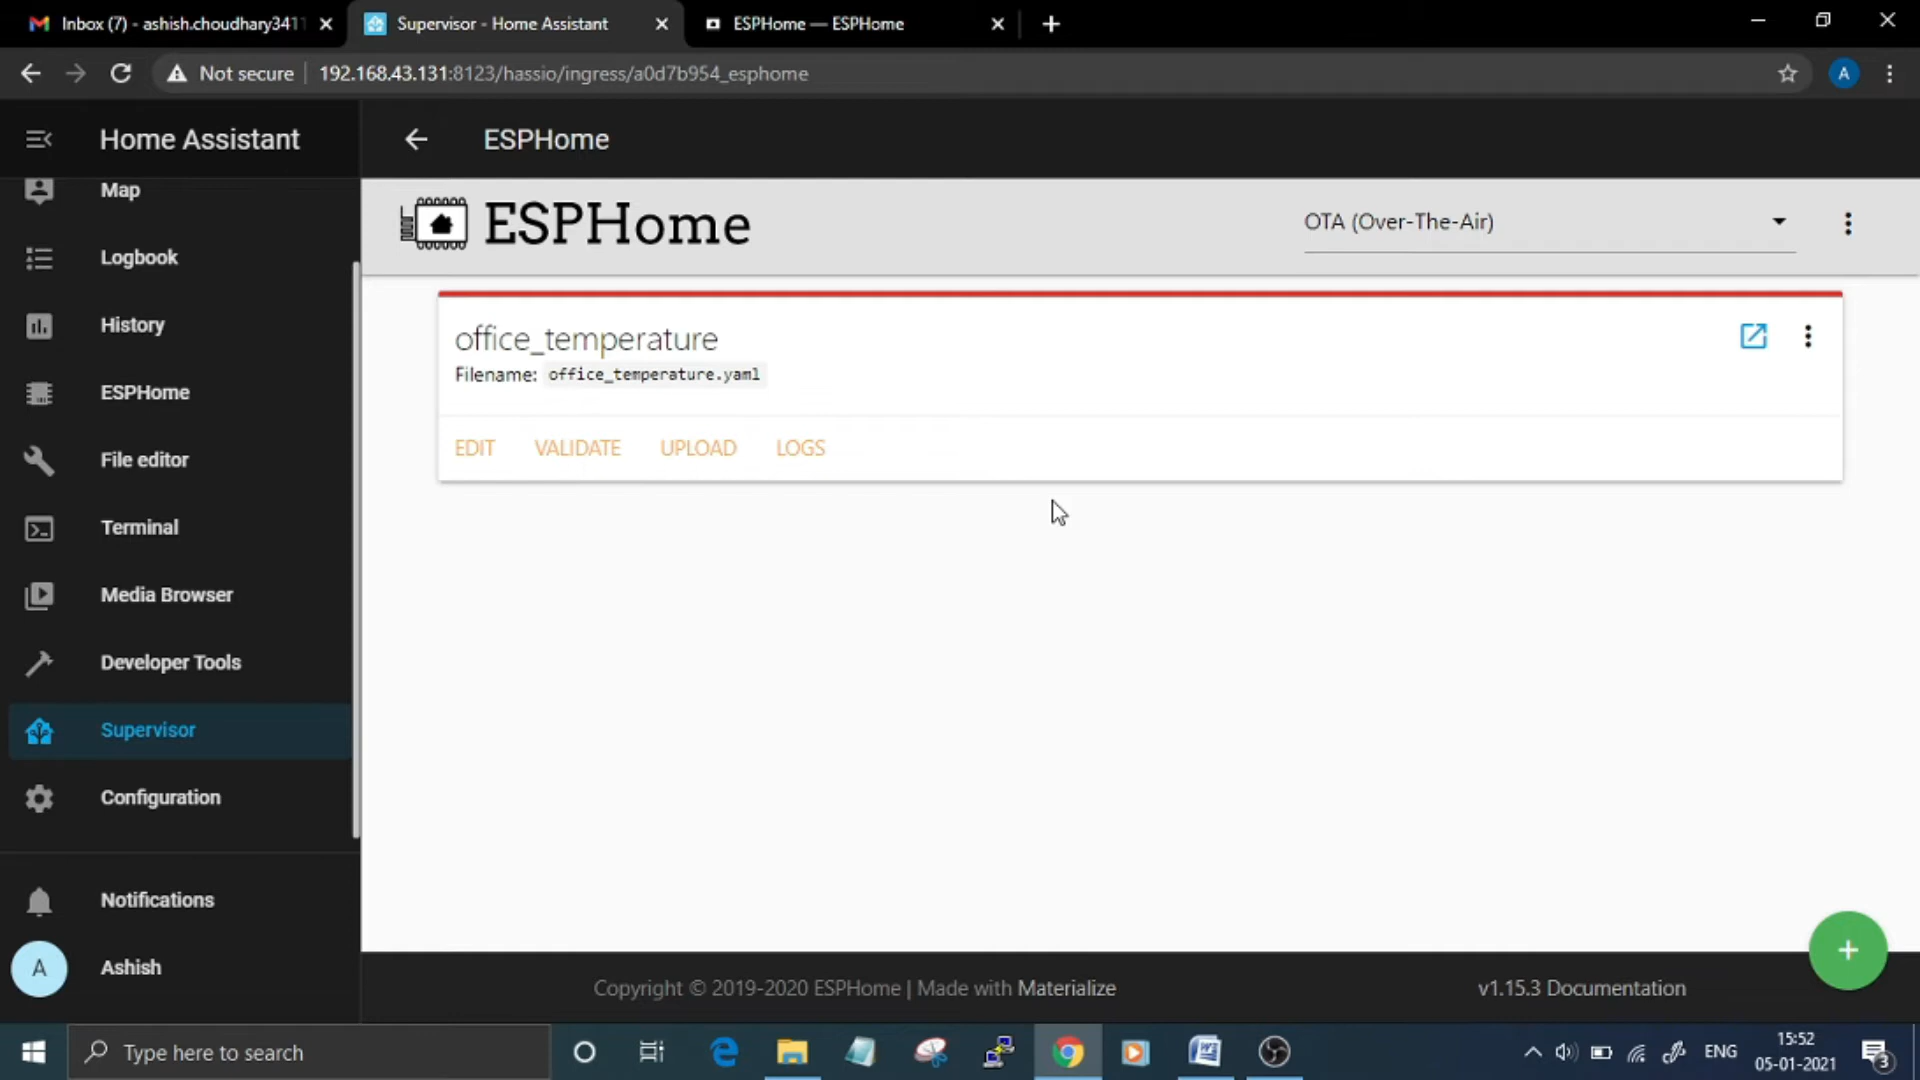 Inbox (7) - ashish.choudhary341
Supervisor - Home Assistant
ESPHome — ESPHome
Not secure
192.168.43.131:8123/hassio/ingress/a0d7b954_esphome
A
Home Assistant
ESPHome
Map
Logbook
History
ESPHome
File editor
Terminal
Media Browser
Developer Tools
Supervisor
Configuration
Notifications
A
Ashish
ESPHome
OTA (Over-The-Air)
office_temperature
Filename: office_temperature.yaml
EDIT VALIDATE UPLOAD LOGS
+
Copyright © 2019-2020 ESPHome | Made with Materialize
v1.15.3 Documentation
Type here to search
ENG
15:52
05-01-2021
3